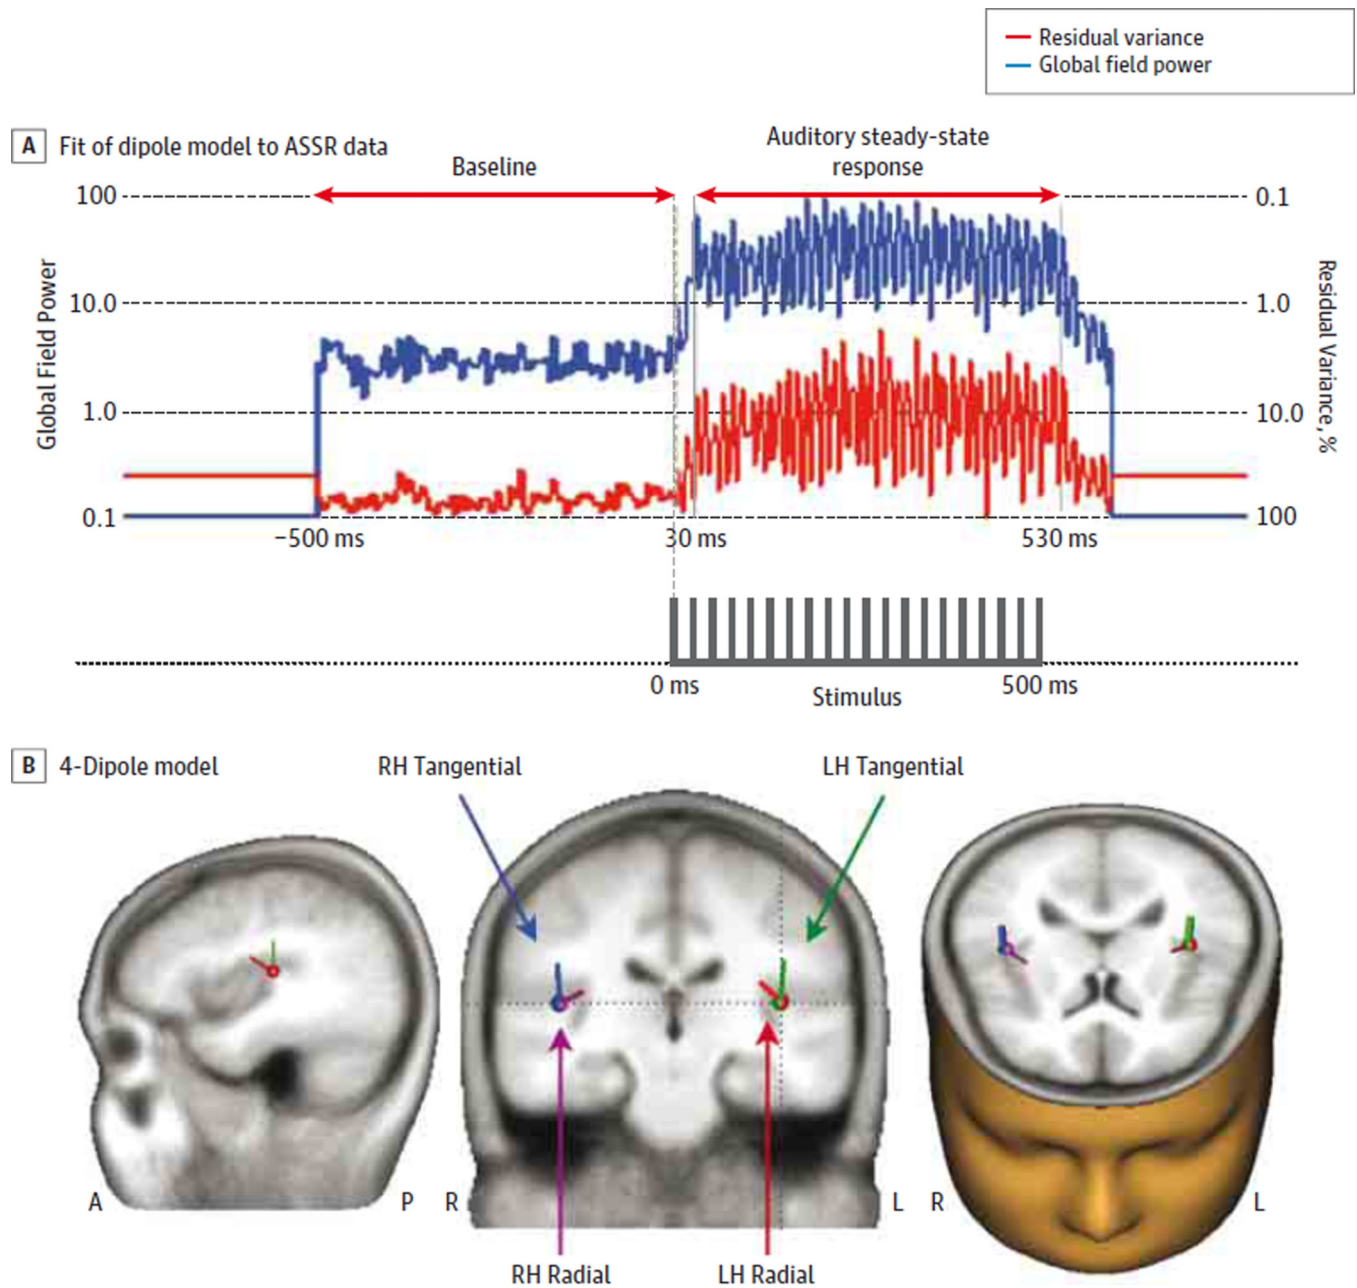 Residual variance
Global field power
A Fit of dipole model to ASSR data
Baseline
Auditory steady-state
response
100
10.0
1.0
0.1
Global Field Power
0.1
1.0
10.0
100
Residual Variance, %
−500 ms
30 ms
530 ms
0 ms
500 ms
Stimulus
B 4-Dipole model
RH Tangential
LH Tangential
A
P
R
L
R
L
RH Radial
LH Radial